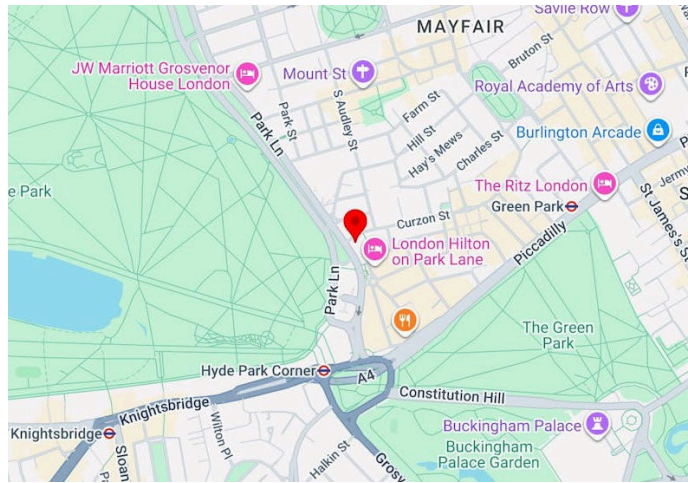 Savile Row
MAYFAIR
Bruton St
JW Marriott Grosvenor
House London
Mount St
S Audley St
Royal Academy of Arts
Park St
Farm St
Hill St
Hay's Mews
Charles St
Burlington Arcade
Park Ln
P
Jermy
The Ritz London
S
e Park
Green Park
St James's St
Curzon St
London Hilton
on Park Lane
Piccadilly
Park Ln
The Green
Park
Hyde Park Corner
A4
Constitution Hill
Knightsbridge
Knightsbridge
Sloan
Wilton Pl
Halkin St
Grosv
Buckingham Palace
Buckingham
Palace Garden